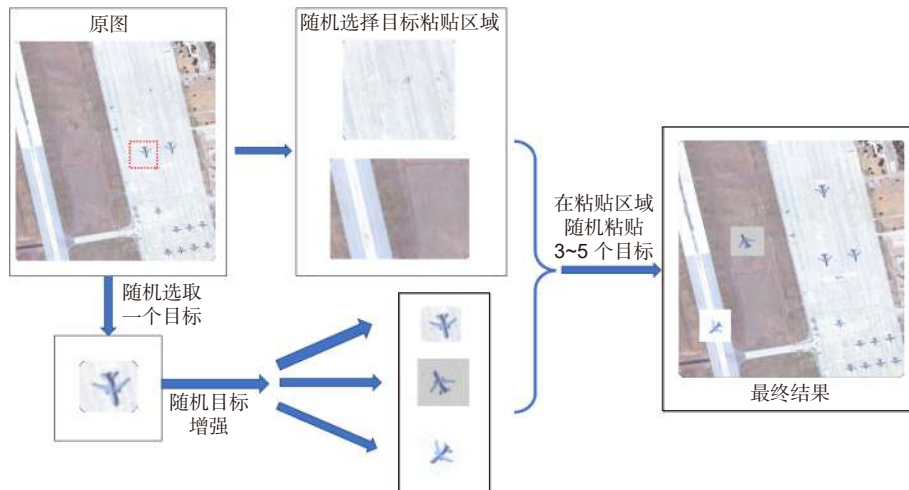 原图
随机选择目标粘贴区域
随机选取
一个目标
随机目标
增强
在粘贴区域
随机粘贴
3~5 个目标
最终结果